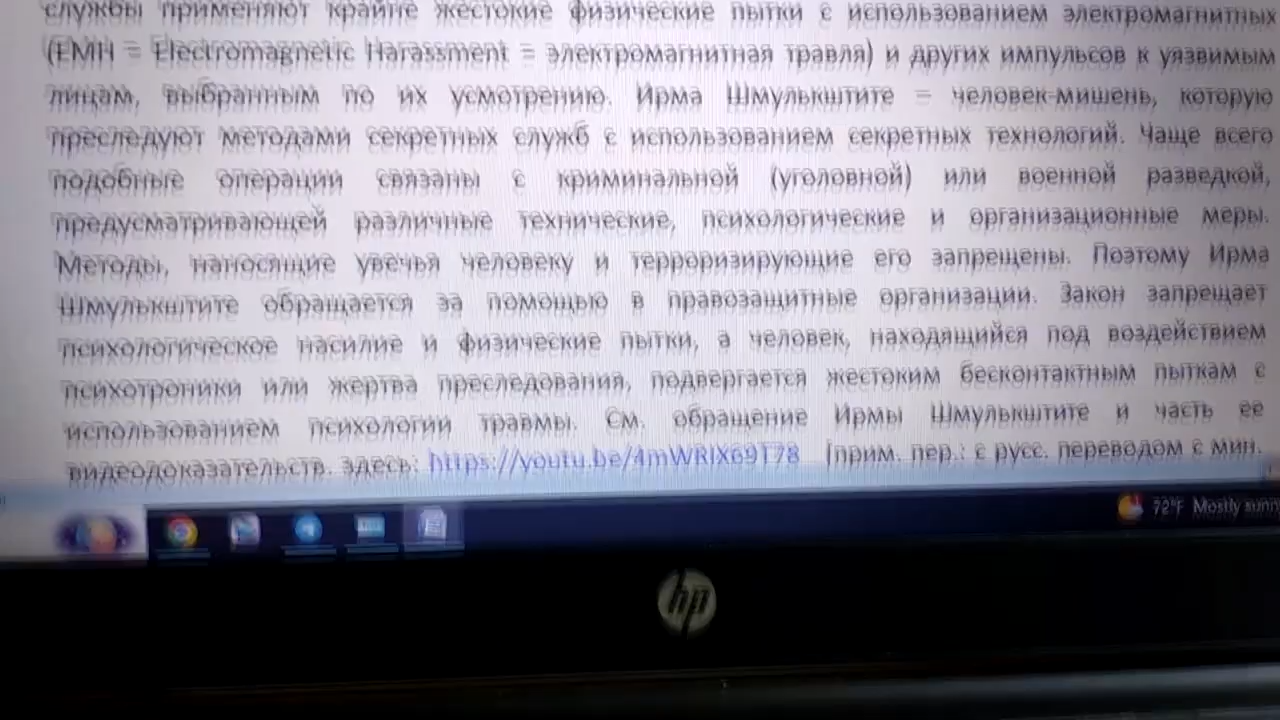 службы применяют крайне жестокие физические пытки с использованием электромагнитных
(EMH = Electromagnetic Harassment = электромагнитная травля) и других импульсов к уязвимым
лицам, выбранным по их усмотрению. Ирма Шмулькштите = человек-мишень, которую
преследуют методами секретных служб с использованием секретных технологий. Чаще всего
подобные операции связаны с криминальной (уголовной) или военной разведкой,
предусматривающей различные технические, психологические и организационные меры.
Методы, наносящие увечья человеку и терроризирующие его запрещены. Поэтому Ирма
Шмулькштите обращается за помощью в правозащитные организации. Закон запрещает
психологическое насилие и физические пытки, а человек, находящийся под воздействием
психотроники или жертва преследования, подвергается жестоким бесконтактным пыткам с
использованием психологии травмы. См. обращение Ирмы Шмулькштите и часть ее
видеодоказательств. здесь: https://youtu.be/4mWRlX69T78 [прим. пер.: с русс. переводом с мин.
72°F Mostly sunn
hp